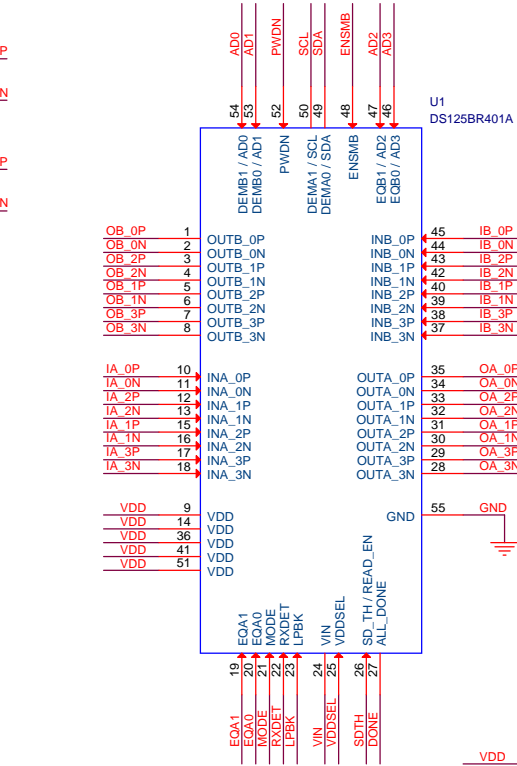 P
N
P
N
AD0
AD1
PWDN
SCL
SDA
ENSMB
AD2
AD3
54
53
52
50
49
48
47
46
U1
DS125BR401A
DEMB1 / AD0
DEMB0 / AD1
PWDN
DEMA1 / SCL
DEMA0 / SDA
ENSMB
EQB1 / AD2
EQB0 / AD3
OB_0P 1 OUTB_0P INB_0P 45 IB_0P
OB_0N 2 OUTB_0N INB_0N 44 IB_0N
OB_2P 3 OUTB_1P INB_1P 43 IB_2P
OB_2N 4 OUTB_1N INB_1N 42 IB_2N
OB_1P 5 OUTB_2P INB_2P 40 IB_1P
OB_1N 6 OUTB_2N INB_2N 39 IB_1N
OB_3P 7 OUTB_3P INB_3P 38 IB_3P
OB_3N 8 OUTB_3N INB_3N 37 IB_3N
IA_0P 10 INA_0P OUTA_0P 35 OA_0P
IA_0N 11 INA_0N OUTA_0N 34 OA_0N
IA_2P 12 INA_1P OUTA_1P 33 OA_2P
IA_2N 13 INA_1N OUTA_1N 32 OA_2N
IA_1P 15 INA_2P OUTA_2P 31 OA_1P
IA_1N 16 INA_2N OUTA_2N 30 OA_1N
IA_3P 17 INA_3P OUTA_3P 29 OA_3P
IA_3N 18 INA_3N OUTA_3N 28 OA_3N
VDD 9 VDD GND 55 GND
VDD 14 VDD
VDD 36 VDD
VDD 41 VDD
VDD 51 VDD
EQA1
EQA0
MODE
RXDET
LPBK
VIN
VDDSEL
SD_TH / READ_EN
ALL_DONE
19
20
21
22
23
24
25
26
27
EQA1
EQA0
MODE
RXDET
LPBK
VIN
VDDSEL
SDTH
DONE
VDD